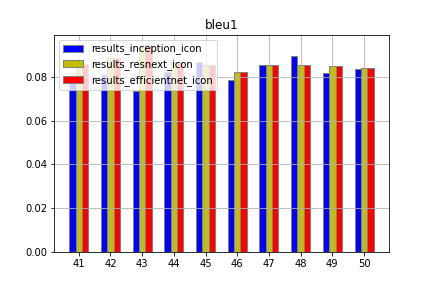 bleu1
results_inception_icon
results_resnext_icon
results_efficientnet_icon
0.08
0.06
0.04
0.02
0.00
41 42 43 44 45 46 47 48 49 50